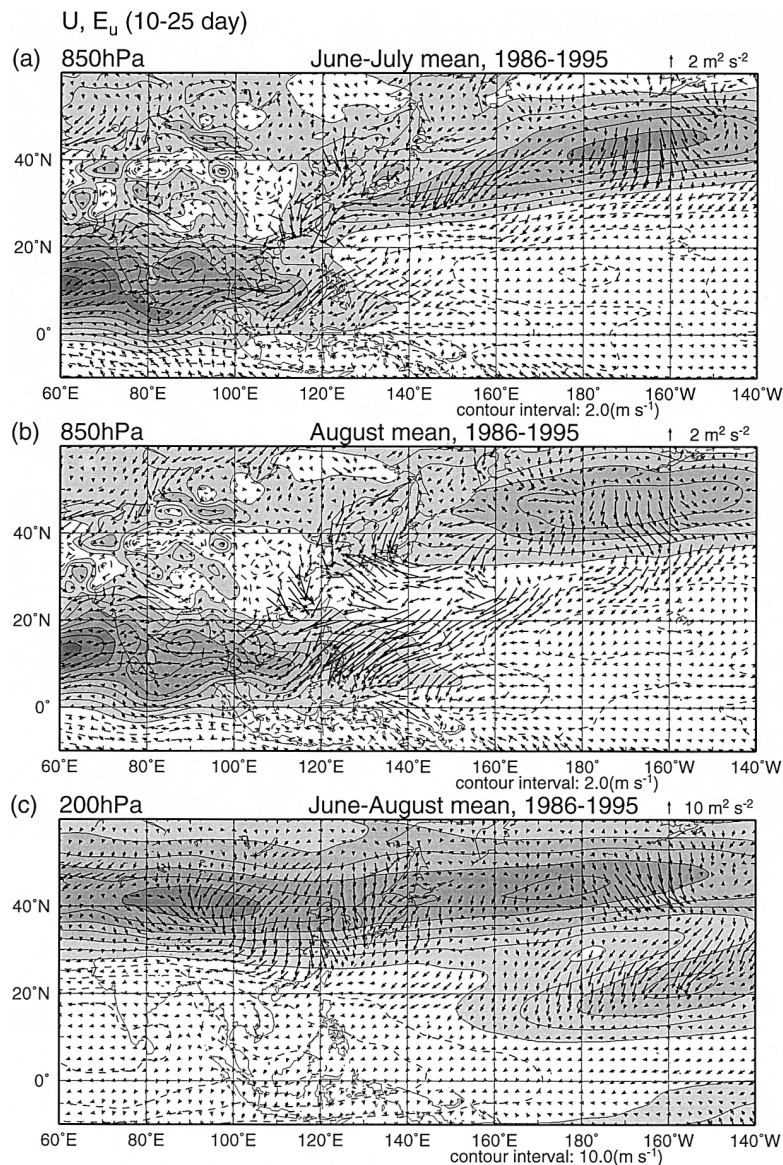 U, Eu (10-25 day)
(a) 850hPa June-July mean, 1986-1995 ↑ 2 m² s⁻²
40°N
20°N
0°
60°E 80°E 100°E 120°E 140°E 160°E 180° 160°W 140°W
contour interval: 2.0(m s⁻¹)
(b) 850hPa August mean, 1986-1995 ↑ 2 m² s⁻²
40°N
20°N
0°
60°E 80°E 100°E 120°E 140°E 160°E 180° 160°W 140°W
contour interval: 2.0(m s⁻¹)
(c) 200hPa June-August mean, 1986-1995 ↑ 10 m² s⁻²
40°N
20°N
0°
60°E 80°E 100°E 120°E 140°E 160°E 180° 160°W 140°W
contour interval: 10.0(m s⁻¹)